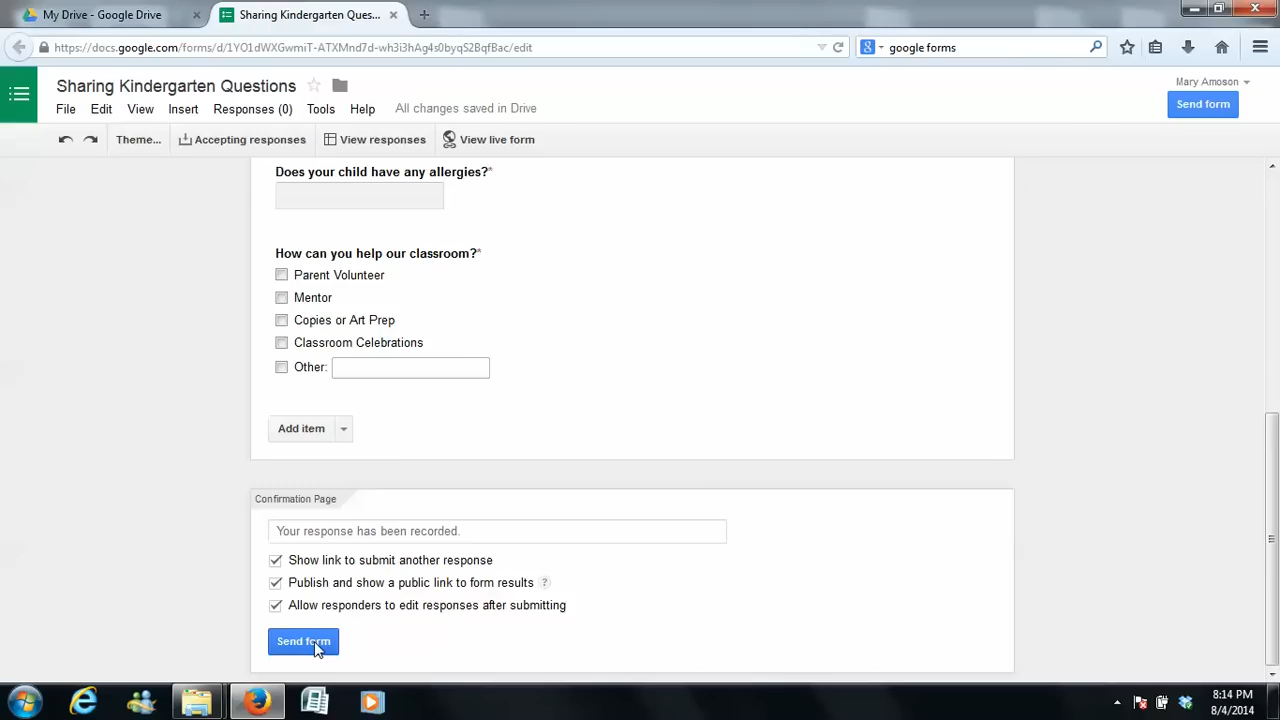 My Drive - Google Drive
Sharing Kindergarten Ques...
https://docs.google.com/forms/d/1YO1dWXGwmiT-ATXMnd7d-wh3i3hAg4s0byqS2BqfBac/edit
google forms
Sharing Kindergarten Questions
Mary Amoson
File Edit View Insert Responses (0) Tools Help All changes saved in Drive
Send form
Theme... Accepting responses View responses View live form
Does your child have any allergies?*
How can you help our classroom?*
Parent Volunteer
Mentor
Copies or Art Prep
Classroom Celebrations
Other:
Add item
Confirmation Page
Your response has been recorded.
Show link to submit another response
Publish and show a public link to form results ?
Allow responders to edit responses after submitting
Send form
8:14 PM
8/4/2014